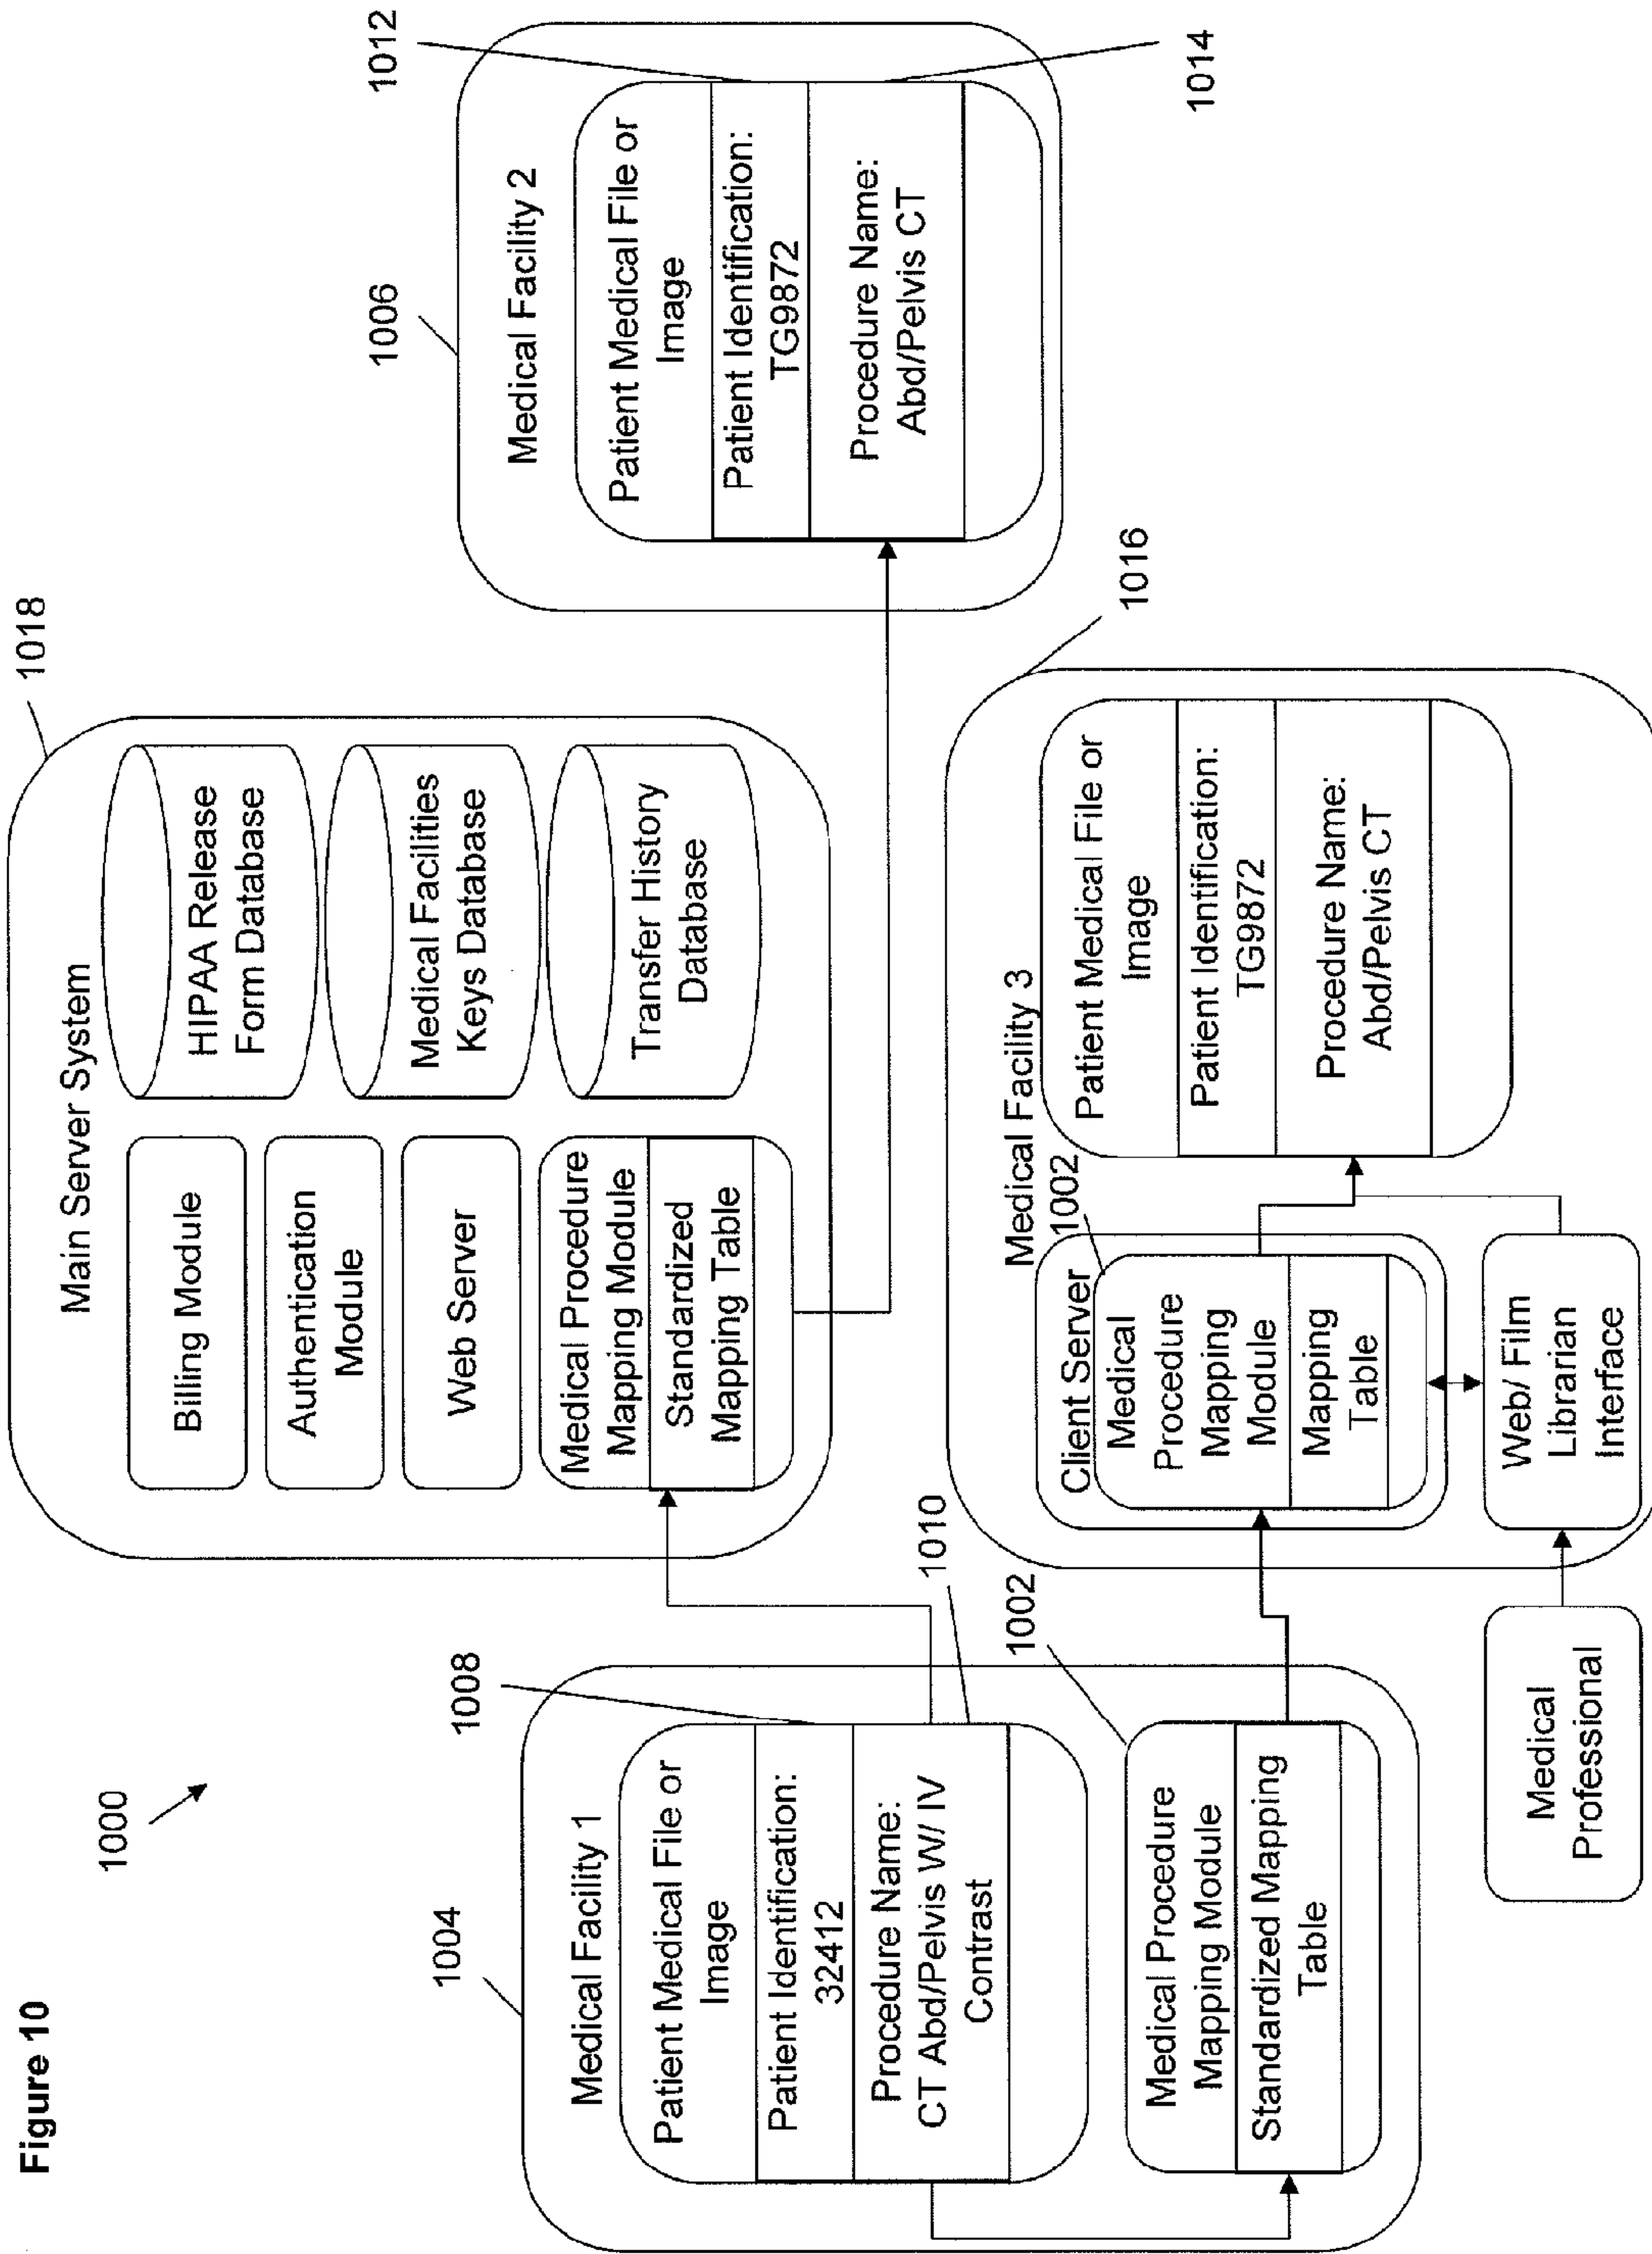 Figure 10
1000
1004
Medical Facility 1
1008
Patient Medical File or
Image
Patient Identification:
32412
Procedure Name:
CT Abd/Pelvis W/ IV
Contrast
1010
1002
Medical Procedure
Mapping Module
Standardized Mapping
Table
Main Server System
1018
Billing Module
Authentication
Module
Web Server
Medical Procedure
Mapping Module
Standardized
Mapping Table
HIPAA Release
Form Database
Medical Facilities
Keys Database
Transfer History
Database
1006
Medical Facility 2
1012
Patient Medical File or
Image
Patient Identification:
TG9872
Procedure Name:
Abd/Pelvis CT
1014
1016
Medical Facility 3
1002
Client Server
Medical
Procedure
Mapping
Module
Mapping
Table
Patient Medical File or
Image
Patient Identification:
TG9872
Procedure Name:
Abd/Pelvis CT
Web/ Film
Librarian
Interface
Medical
Professional